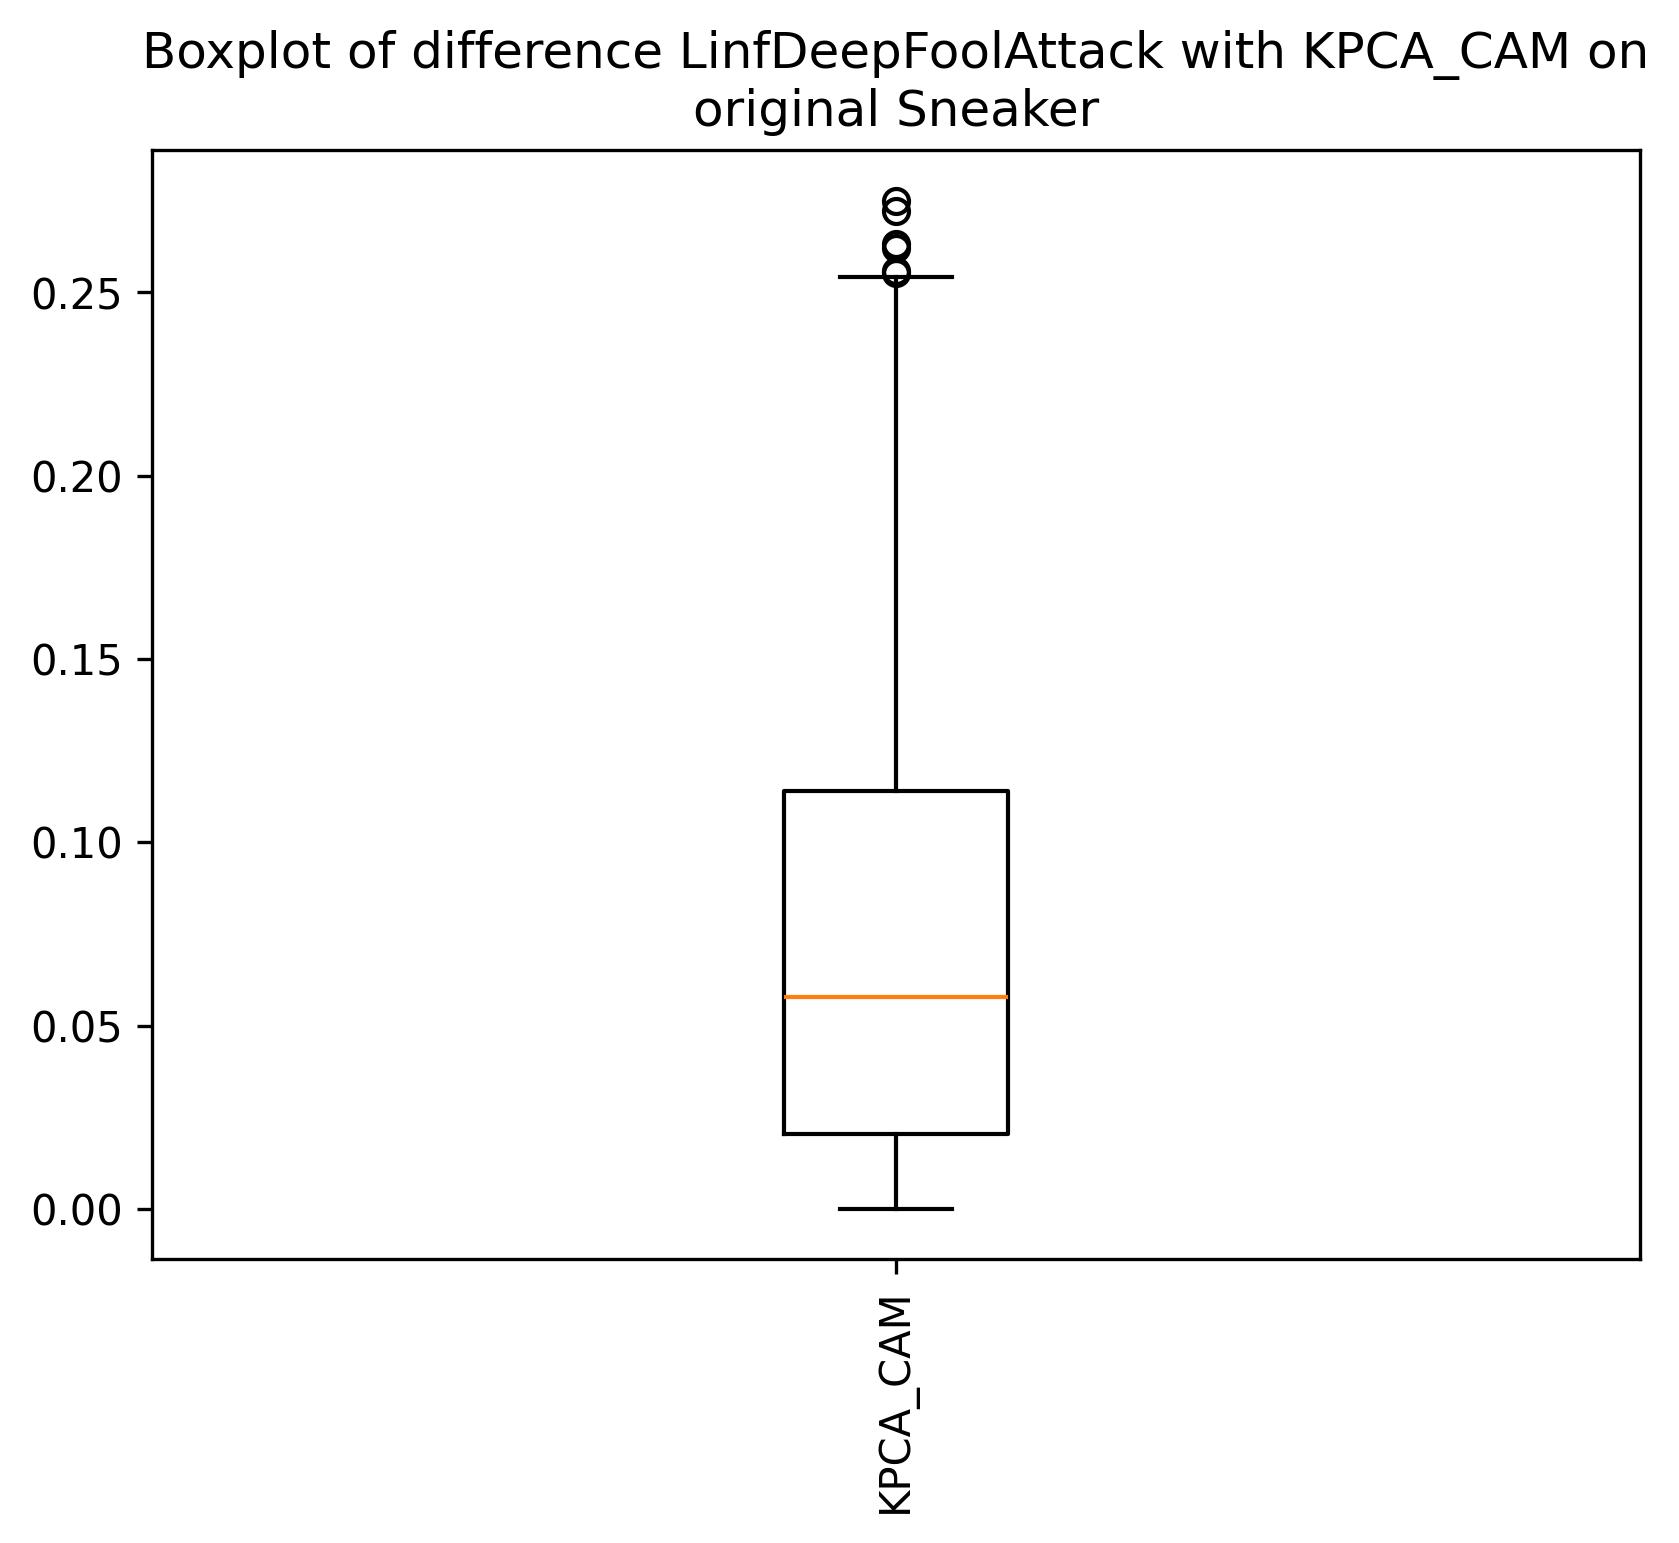 Boxplot of difference LinfDeepFoolAttack with KPCA_CAM on
original Sneaker
0.25
0.20
0.15
0.10
0.05
0.00
KPCA_CAM